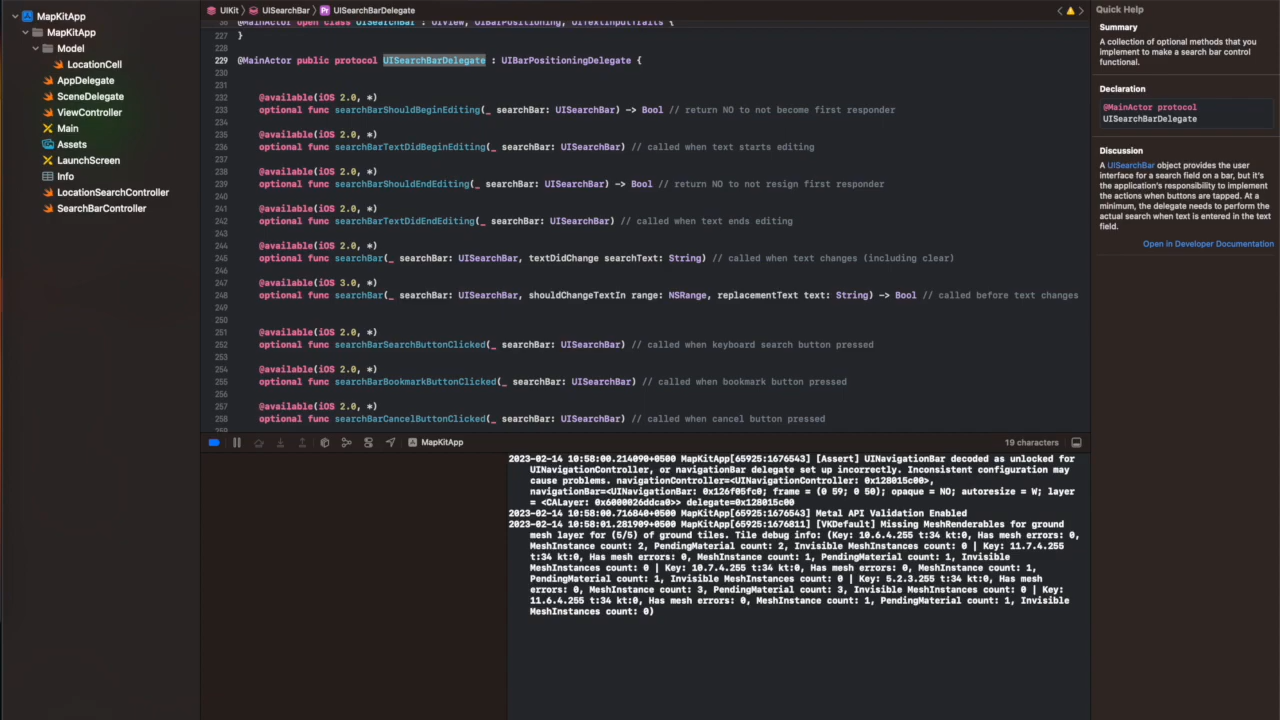 MapKitApp
MapKitApp
Model
LocationCell
AppDelegate
SceneDelegate
ViewController
Main
Assets
LaunchScreen
Info
LocationSearchController
SearchBarController
UIKit › UISearchBar › UISearchBarDelegate
36 @MainActor open class UISearchBar : UIView, UIBarPositioning, UITextInputTraits {
227 }
228
229 @MainActor public protocol UISearchBarDelegate : UIBarPositioningDelegate {
230
231
232 @available(iOS 2.0, *)
233 optional func searchBarShouldBeginEditing(_ searchBar: UISearchBar) -> Bool // return NO to not become first responder
234
235 @available(iOS 2.0, *)
236 optional func searchBarTextDidBeginEditing(_ searchBar: UISearchBar) // called when text starts editing
237
238 @available(iOS 2.0, *)
239 optional func searchBarShouldEndEditing(_ searchBar: UISearchBar) -> Bool // return NO to not resign first responder
240
241 @available(iOS 2.0, *)
242 optional func searchBarTextDidEndEditing(_ searchBar: UISearchBar) // called when text ends editing
243
244 @available(iOS 2.0, *)
245 optional func searchBar(_ searchBar: UISearchBar, textDidChange searchText: String) // called when text changes (including clear)
246
247 @available(iOS 3.0, *)
248 optional func searchBar(_ searchBar: UISearchBar, shouldChangeTextIn range: NSRange, replacementText text: String) -> Bool // called before text changes
249
250
251 @available(iOS 2.0, *)
252 optional func searchBarSearchButtonClicked(_ searchBar: UISearchBar) // called when keyboard search button pressed
253
254 @available(iOS 2.0, *)
255 optional func searchBarBookmarkButtonClicked(_ searchBar: UISearchBar) // called when bookmark button pressed
256
257 @available(iOS 2.0, *)
258 optional func searchBarCancelButtonClicked(_ searchBar: UISearchBar) // called when cancel button pressed
259
MapKitApp
19 characters
2023-02-14 10:58:00.214090+0500 MapKitApp[65925:1676543] [Assert] UINavigationBar decoded as unlocked for
UINavigationController, or navigationBar delegate set up incorrectly. Inconsistent configuration may
cause problems. navigationController=<UINavigationController: 0x128015c00>,
navigationBar=<UINavigationBar: 0x126f05fc0; frame = (0 59; 0 50); opaque = NO; autoresize = W; layer
= <CALayer: 0x6000026ddca0>> delegate=0x128015c00
2023-02-14 10:58:00.716840+0500 MapKitApp[65925:1676543] Metal API Validation Enabled
2023-02-14 10:58:01.281909+0500 MapKitApp[65925:1676811] [VKDefault] Missing MeshRenderables for ground
mesh layer for (5/5) of ground tiles. Tile debug info: (Key: 10.6.4.255 t:34 kt:0, Has mesh errors: 0,
MeshInstance count: 2, PendingMaterial count: 2, Invisible MeshInstances count: 0 | Key: 11.7.4.255
t:34 kt:0, Has mesh errors: 0, MeshInstance count: 1, PendingMaterial count: 1, Invisible
MeshInstances count: 0 | Key: 10.7.4.255 t:34 kt:0, Has mesh errors: 0, MeshInstance count: 1,
PendingMaterial count: 1, Invisible MeshInstances count: 0 | Key: 5.2.3.255 t:34 kt:0, Has mesh
errors: 0, MeshInstance count: 3, PendingMaterial count: 3, Invisible MeshInstances count: 0 | Key:
11.6.4.255 t:34 kt:0, Has mesh errors: 0, MeshInstance count: 1, PendingMaterial count: 1, Invisible
MeshInstances count: 0)
Quick Help
Summary
A collection of optional methods that you
implement to make a search bar control
functional.
Declaration
@MainActor protocol
UISearchBarDelegate
Discussion
A UISearchBar object provides the user
interface for a search field on a bar, but it's
the application's responsibility to implement
the actions when buttons are tapped. At a
minimum, the delegate needs to perform the
actual search when text is entered in the text
field.
Open in Developer Documentation